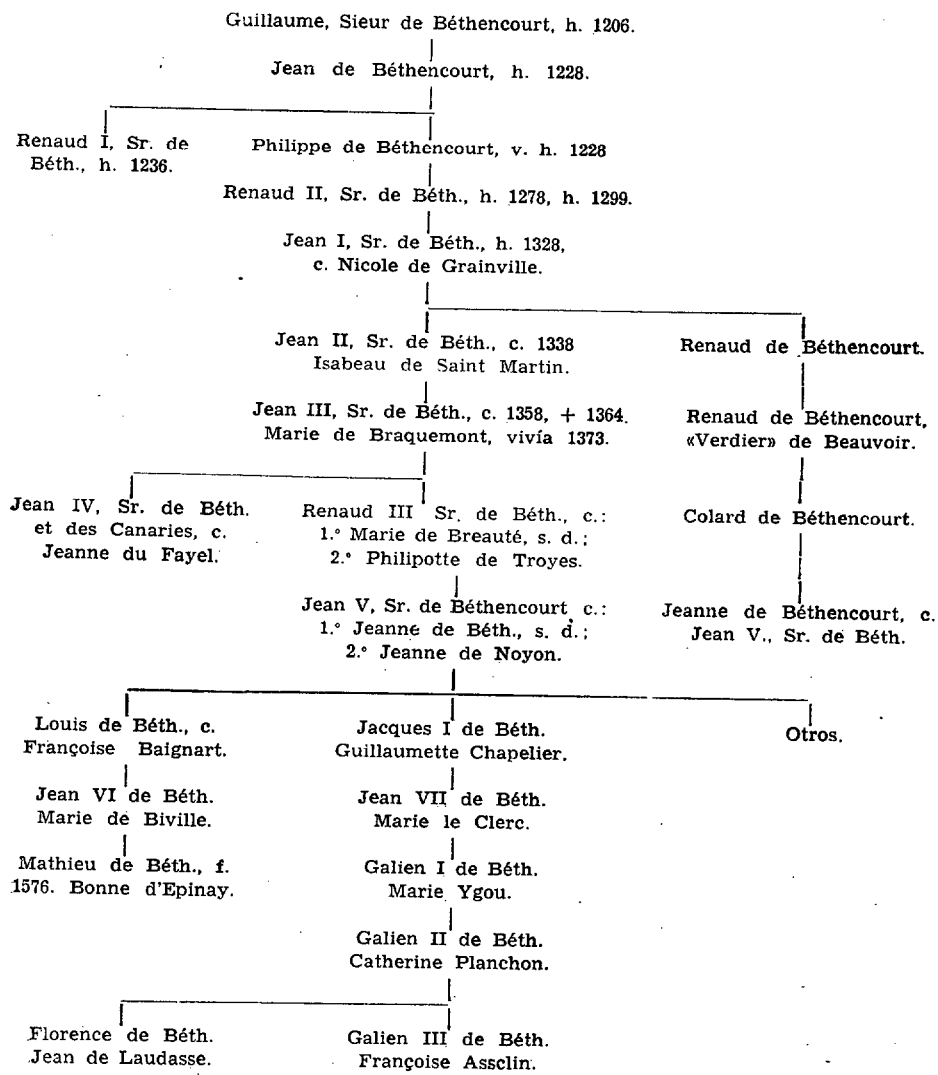 Guillaume, Sieur de Béthencourt, h. 1206.
Jean de Béthencourt, h. 1228.
Renaud I, Sr. de
Béth., h. 1236.
Philippe de Béthencourt, v. h. 1228
Renaud II, Sr. de Béth., h. 1278, h. 1299.
Jean I, Sr. de Béth., h. 1328,
c. Nicole de Grainville.
Jean II, Sr. de Béth., c. 1338
Isabeau de Saint Martin.
Renaud de Béthencourt.
Jean III, Sr. de Béth., c. 1358, + 1364.
Marie de Braquemont, vivía 1373.
Renaud de Béthencourt,
«Verdier» de Beauvoir.
Jean IV, Sr. de Béth.
et des Canaries, c.
Jeanne du Fayel.
Renaud III Sr. de Béth., c.:
1.º Marie de Breauté, s. d.;
2.º Philipotte de Troyes.
Colard de Béthencourt.
Jean V, Sr. de Béthencourt c.:
1.º Jeanne de Béth., s. d.;
2.º Jeanne de Noyon.
Jeanne de Béthencourt, c.
Jean V., Sr. de Béth.
Louis de Béth., c.
Françoise Baignart.
Jacques I de Béth.
Guillaumette Chapelier.
Otros.
Jean VI de Béth.
Marie de Biville.
Jean VII de Béth.
Marie le Clerc.
Mathieu de Béth., f.
1576. Bonne d'Epinay.
Galien I de Béth.
Marie Ygou.
Galien II de Béth.
Catherine Planchon.
Florence de Béth.
Jean de Laudasse.
Galien III de Béth.
Françoise Assclin.